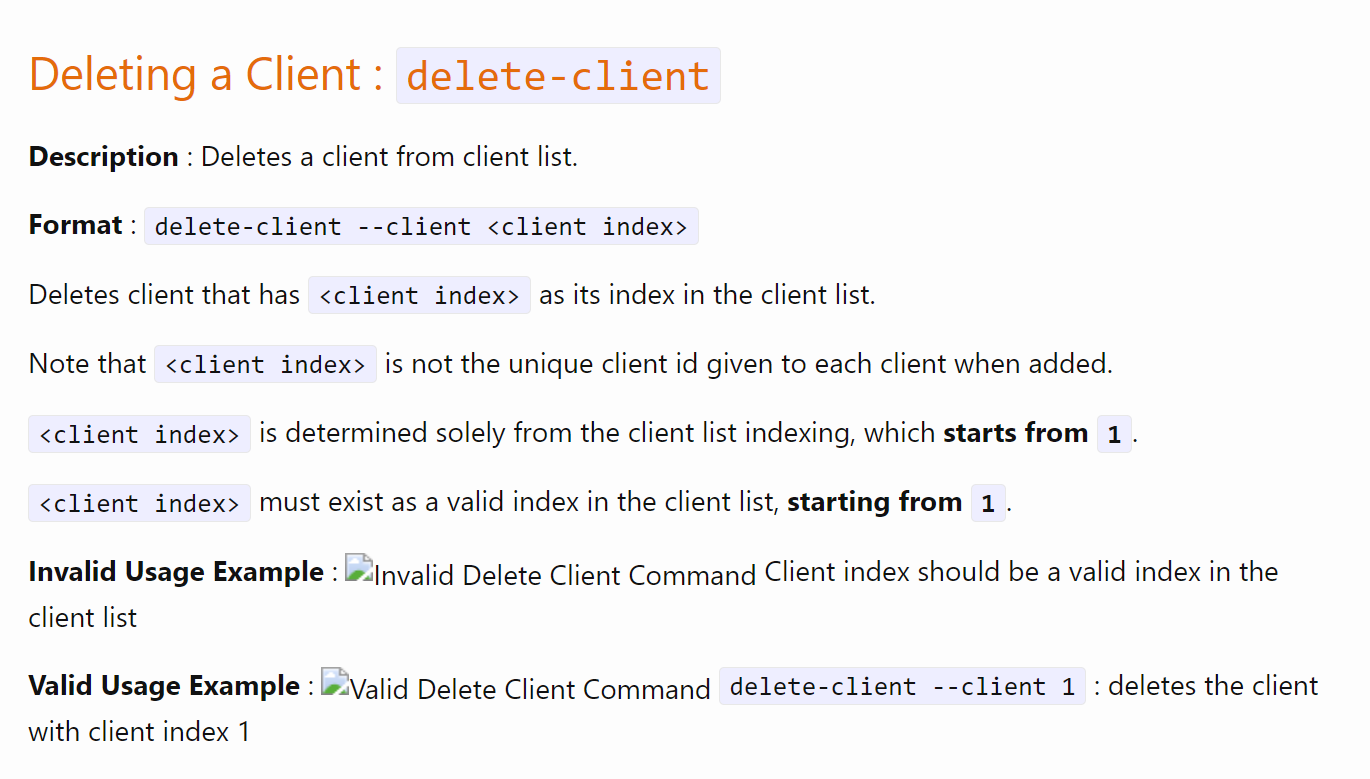 Deleting a Client : delete-client
Description : Deletes a client from client list.
Format : delete-client --client <client index>
Deletes client that has <client index> as its index in the client list.
Note that <client index> is not the unique client id given to each client when added.
<client index> is determined solely from the client list indexing, which starts from 1.
<client index> must exist as a valid index in the client list, starting from 1.
Invalid Usage Example : Invalid Delete Client Command Client index should be a valid index in the
client list
Valid Usage Example : Valid Delete Client Command delete-client --client 1 : deletes the client
with client index 1